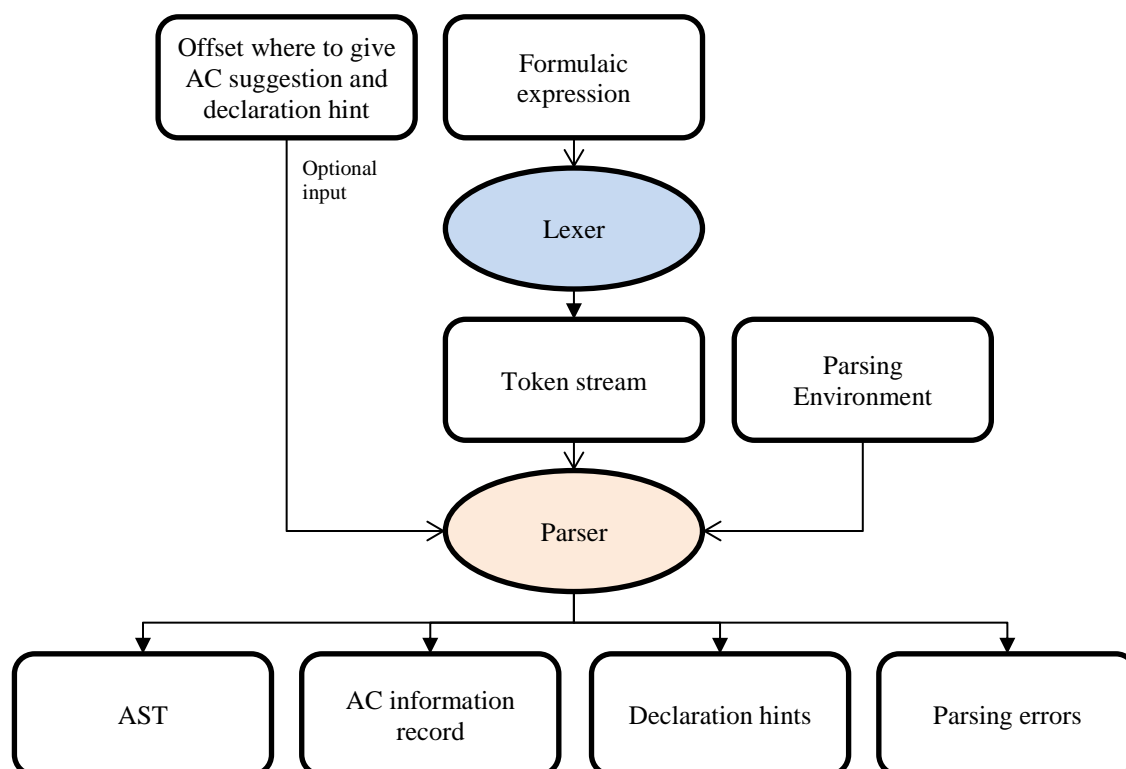 Offset where to give
AC suggestion and
declaration hint
Formulaic
expression
Optional
input
Lexer
Token stream
Parsing
Environment
Parser
AST
AC information
record
Declaration hints
Parsing errors